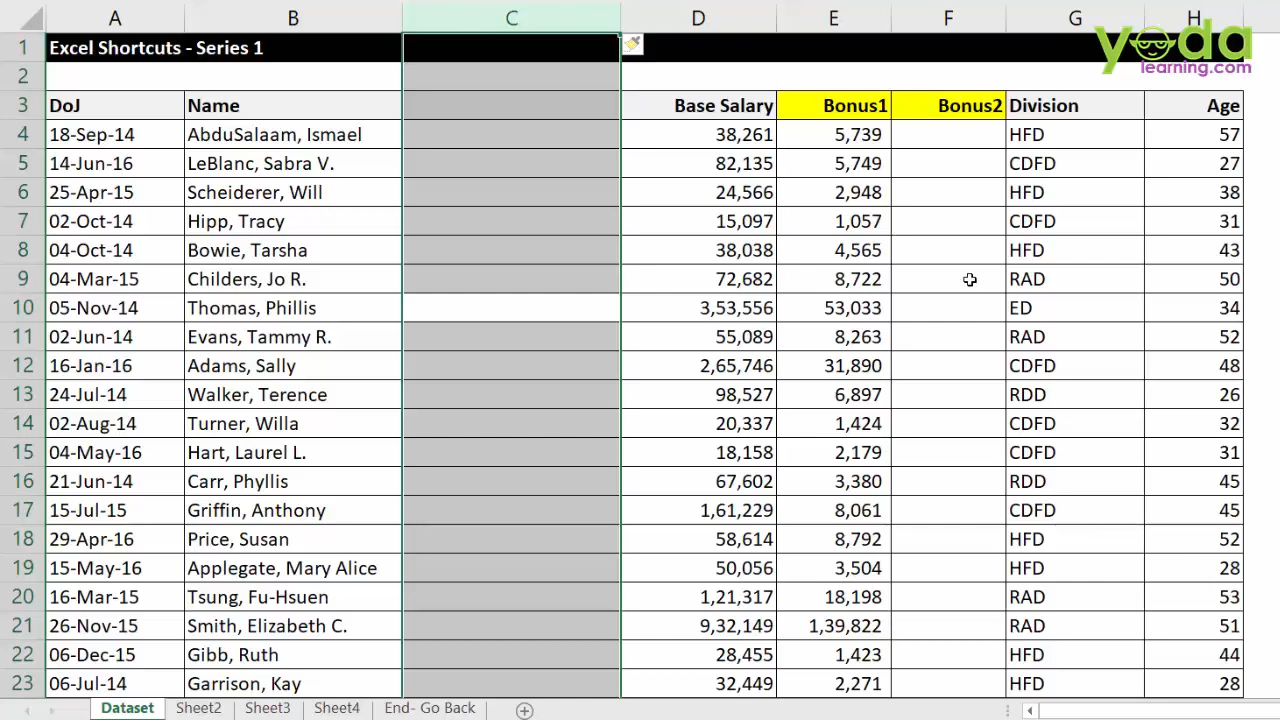 A B C D E F G H
yoda
learning.com
1 Excel Shortcuts - Series 1
2
3 DoJ Name Base Salary Bonus1 Bonus2 Division Age
4 18-Sep-14 AbduSalaam, Ismael 38,261 5,739 HFD 57
5 14-Jun-16 LeBlanc, Sabra V. 82,135 5,749 CDFD 27
6 25-Apr-15 Scheiderer, Will 24,566 2,948 HFD 38
7 02-Oct-14 Hipp, Tracy 15,097 1,057 CDFD 31
8 04-Oct-14 Bowie, Tarsha 38,038 4,565 HFD 43
9 04-Mar-15 Childers, Jo R. 72,682 8,722 RAD 50
10 05-Nov-14 Thomas, Phillis 3,53,556 53,033 ED 34
11 02-Jun-14 Evans, Tammy R. 55,089 8,263 RAD 52
12 16-Jan-16 Adams, Sally 2,65,746 31,890 CDFD 48
13 24-Jul-14 Walker, Terence 98,527 6,897 RDD 26
14 02-Aug-14 Turner, Willa 20,337 1,424 CDFD 32
15 04-May-16 Hart, Laurel L. 18,158 2,179 CDFD 31
16 21-Jun-14 Carr, Phyllis 67,602 3,380 RDD 45
17 15-Jul-15 Griffin, Anthony 1,61,229 8,061 CDFD 45
18 29-Apr-16 Price, Susan 58,614 8,792 HFD 52
19 15-May-16 Applegate, Mary Alice 50,056 3,504 HFD 28
20 16-Mar-15 Tsung, Fu-Hsuen 1,21,317 18,198 RAD 53
21 26-Nov-15 Smith, Elizabeth C. 9,32,149 1,39,822 RAD 51
22 06-Dec-15 Gibb, Ruth 28,455 1,423 HFD 44
23 06-Jul-14 Garrison, Kay 32,449 2,271 HFD 28
Dataset Sheet2 Sheet3 Sheet4 End- Go Back